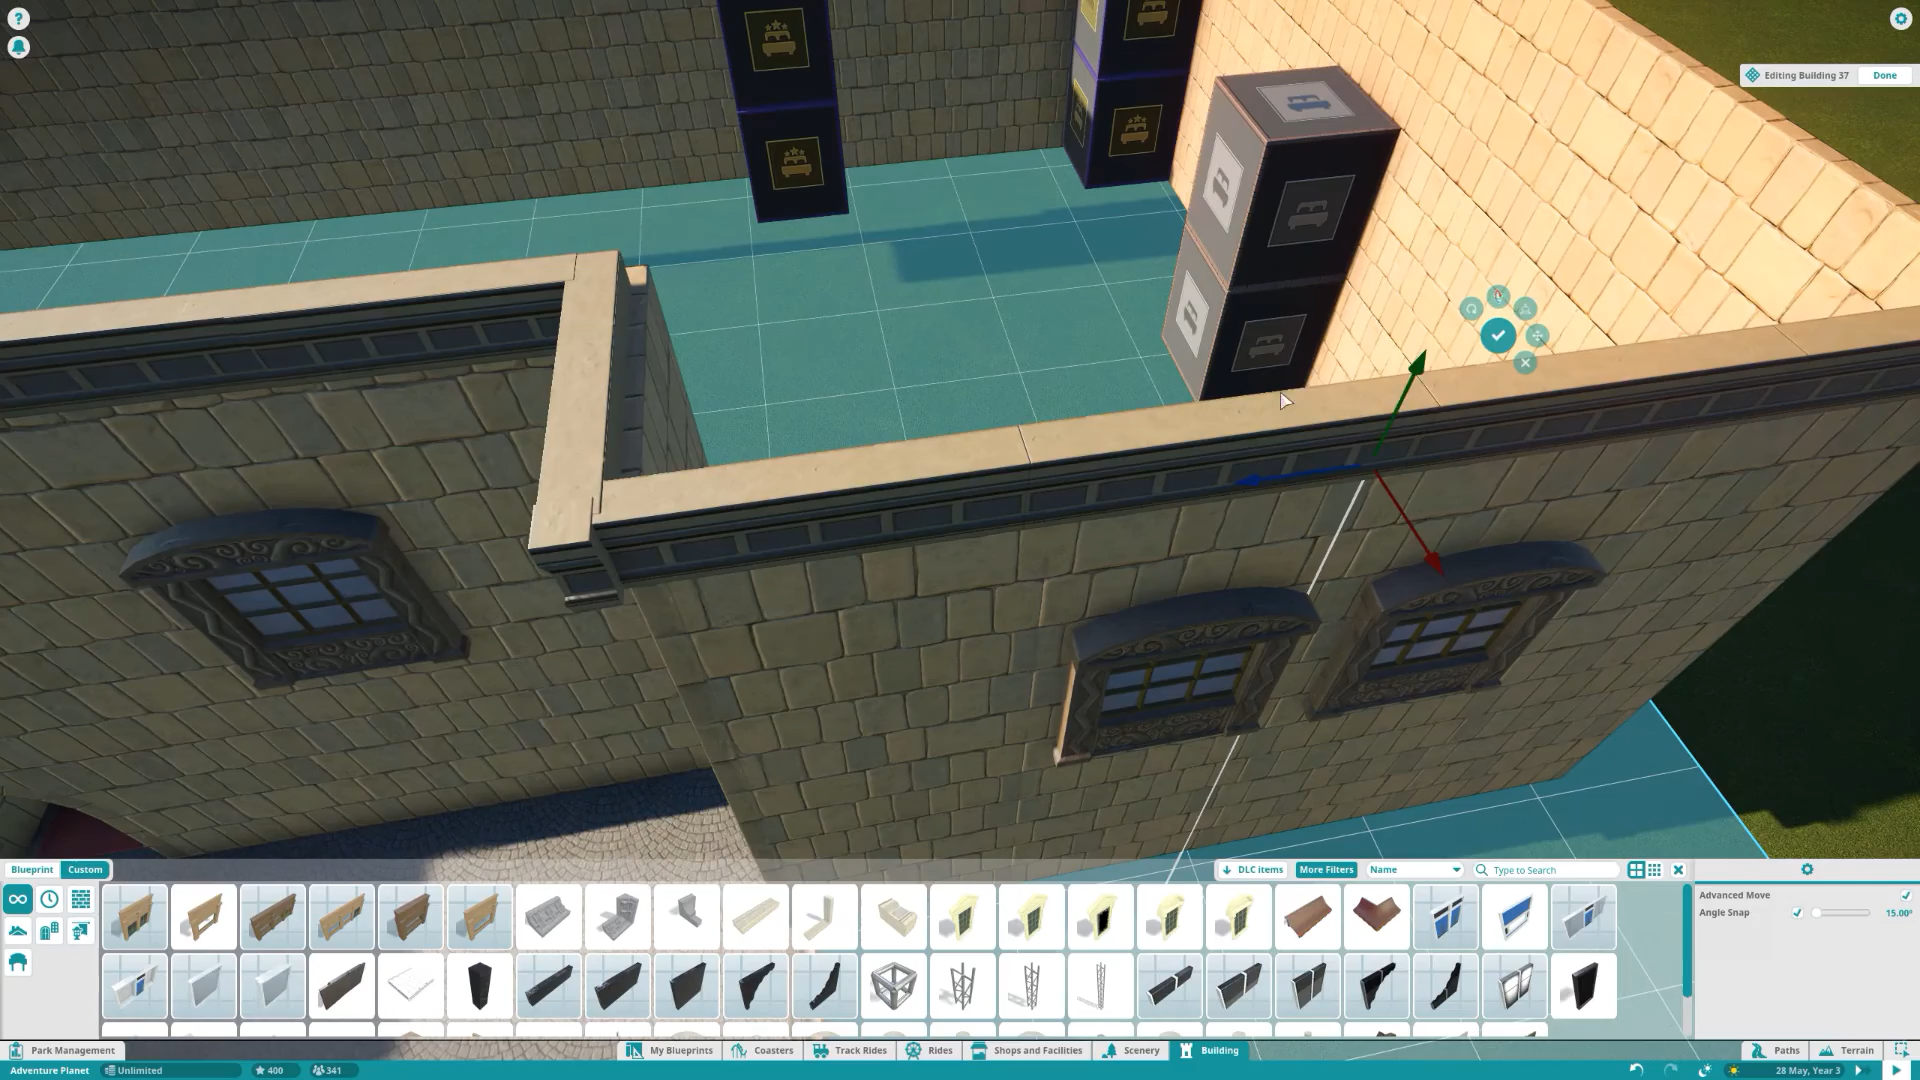 ?
Editing Building 37 Done
Blueprint Custom
DLC items More Filters Name Type to Search
Advanced Move
Angle Snap 15.00°
Park Management My Blueprints Coasters Track Rides Rides Shops and Facilities Scenery Building Paths Terrain
Adventure Planet Unlimited 400 341 28 May, Year 3